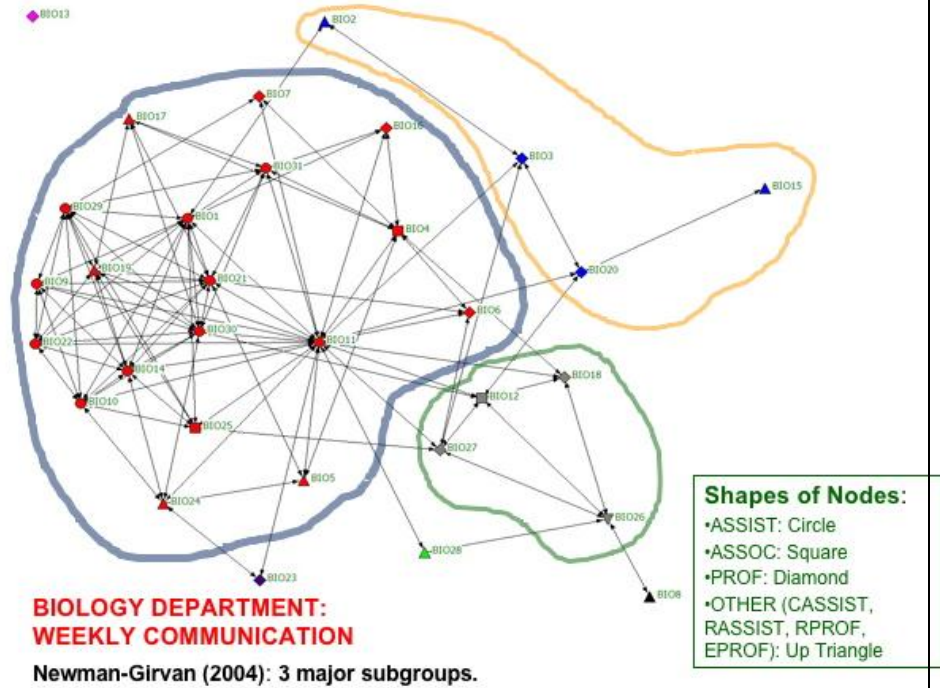 BIO13
BIO2
BIO7
BIO17
BIO16
BIO3
BIO31
BIO15
BIO29
BIO1
BIO4
BIO19
BIO20
BIO9
BIO21
BIO6
BIO30
BIO22
BIO11
BIO14
BIO18
BIO10
BIO12
BIO25
BIO27
BIO5
BIO24
BIO26
BIO28
BIO23
BIO8
Shapes of Nodes:
•ASSIST: Circle
•ASSOC: Square
•PROF: Diamond
•OTHER (CASSIST,
RASSIST, RPROF,
EPROF): Up Triangle
BIOLOGY DEPARTMENT:
WEEKLY COMMUNICATION
Newman-Girvan (2004): 3 major subgroups.